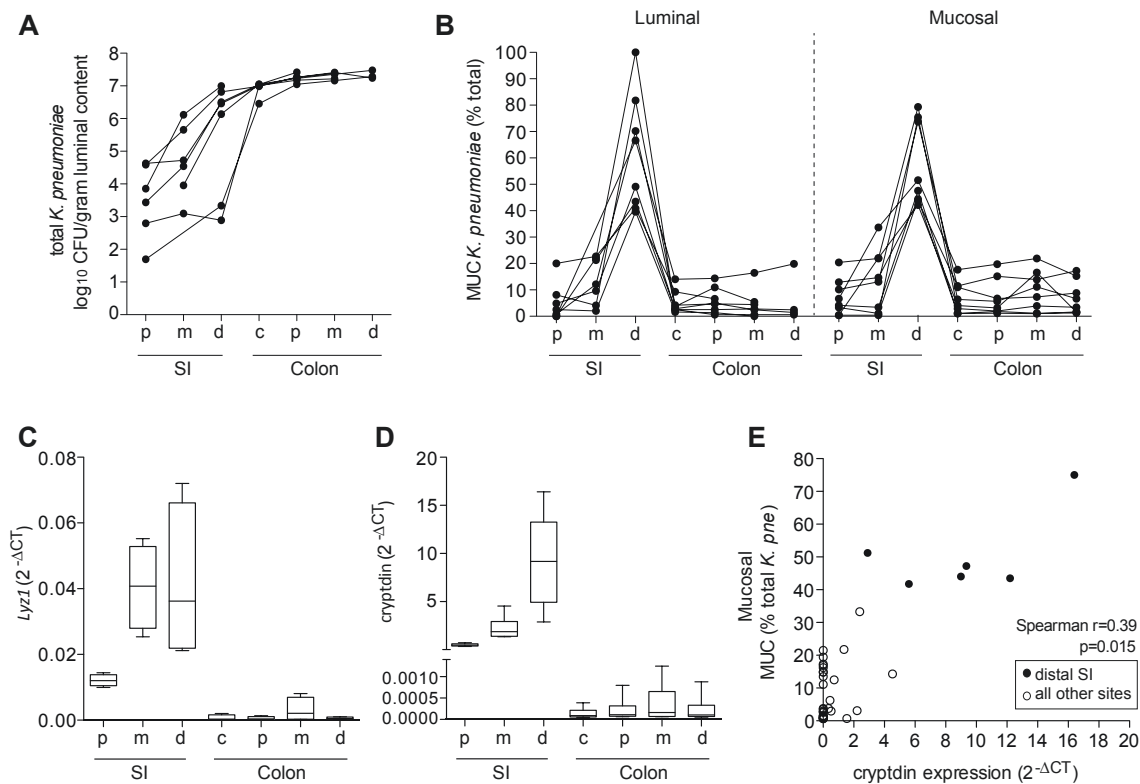 A
total K. pneumoniae
log10 CFU/gram luminal content
8
7
6
5
4
3
2
1
0
p m d c p m d
SI Colon
B
Luminal Mucosal
MUC K. pneumoniae (% total)
100
90
80
70
60
50
40
30
20
10
0
p m d c p m d p m d c p m d
SI Colon SI Colon
C
Lyz1 (2-ΔCT)
0.08
0.06
0.04
0.02
0.00
p m d c p m d
SI Colon
D
cryptdin (2-ΔCT)
20
15
10
5
0.0010
0.0005
0.0000
p m d c p m d
SI Colon
E
Mucosal
MUC (% total K. pne)
80
70
60
50
40
30
20
10
0
Spearman r=0.39
p=0.015
distal SI
all other sites
0 2 4 6 8 10 12 14 16 18 20
cryptdin expression (2-ΔCT)